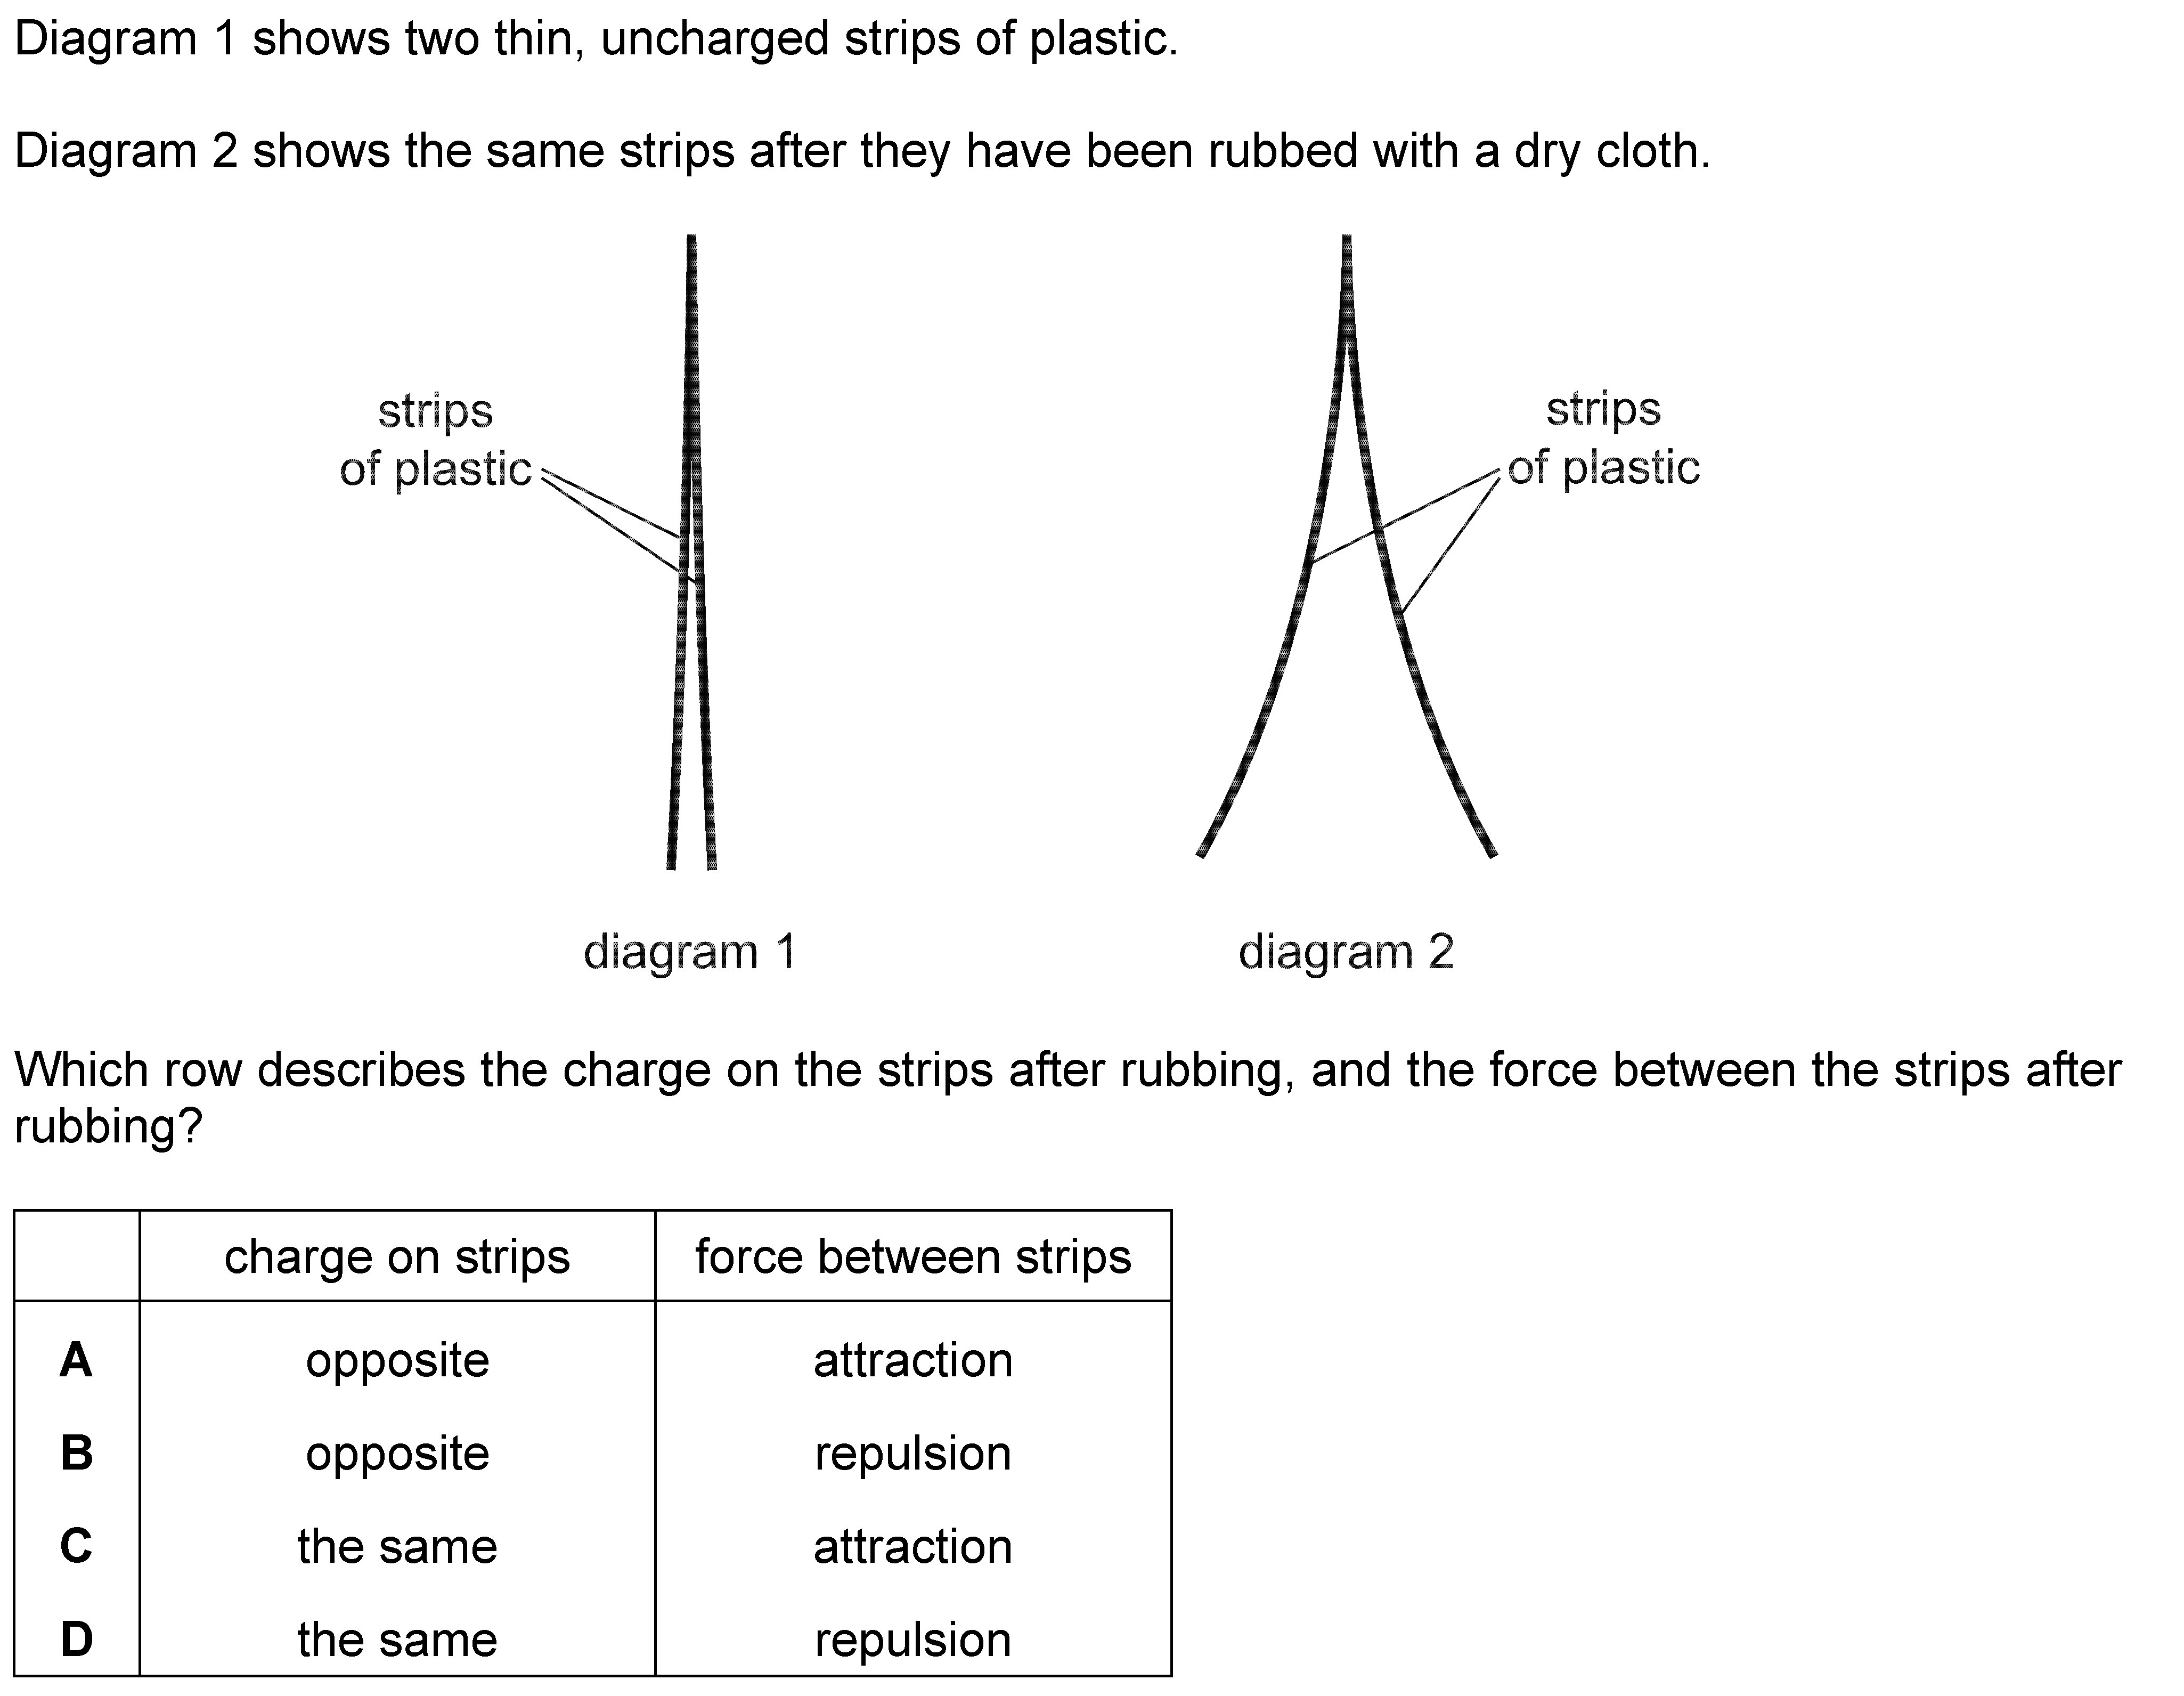 Diagram 1 shows two thin, uncharged strips of plastic.
Diagram 2 shows the same strips after they have been rubbed with a dry cloth.
strips
of plastic
strips
of plastic
diagram 1
diagram 2
Which row describes the charge on the strips after rubbing, and the force between the strips after
rubbing?
charge on strips force between strips
A opposite attraction
B opposite repulsion
C the same attraction
D the same repulsion